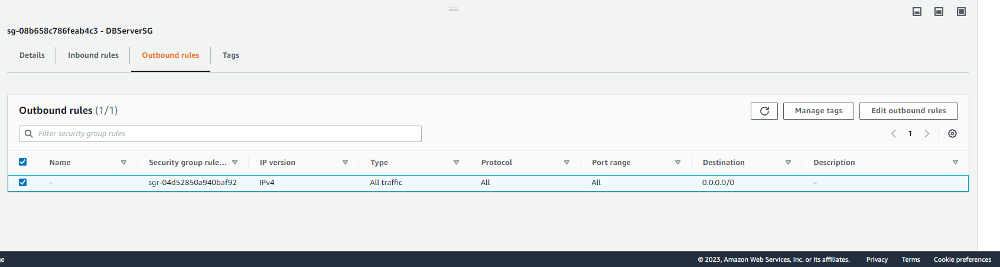 sg-08b658c786feab4c3 - DBServerSG
Details Inbound rules Outbound rules Tags
Outbound rules (1/1)
Manage tags Edit outbound rules
Filter security group rules
1
Name Security group rule... IP version Type Protocol Port range Destination Description
– sgr-04d52850a940baf92 IPv4 All traffic All All 0.0.0.0/0 –
© 2023, Amazon Web Services, Inc. or its affiliates. Privacy Terms Cookie preferences